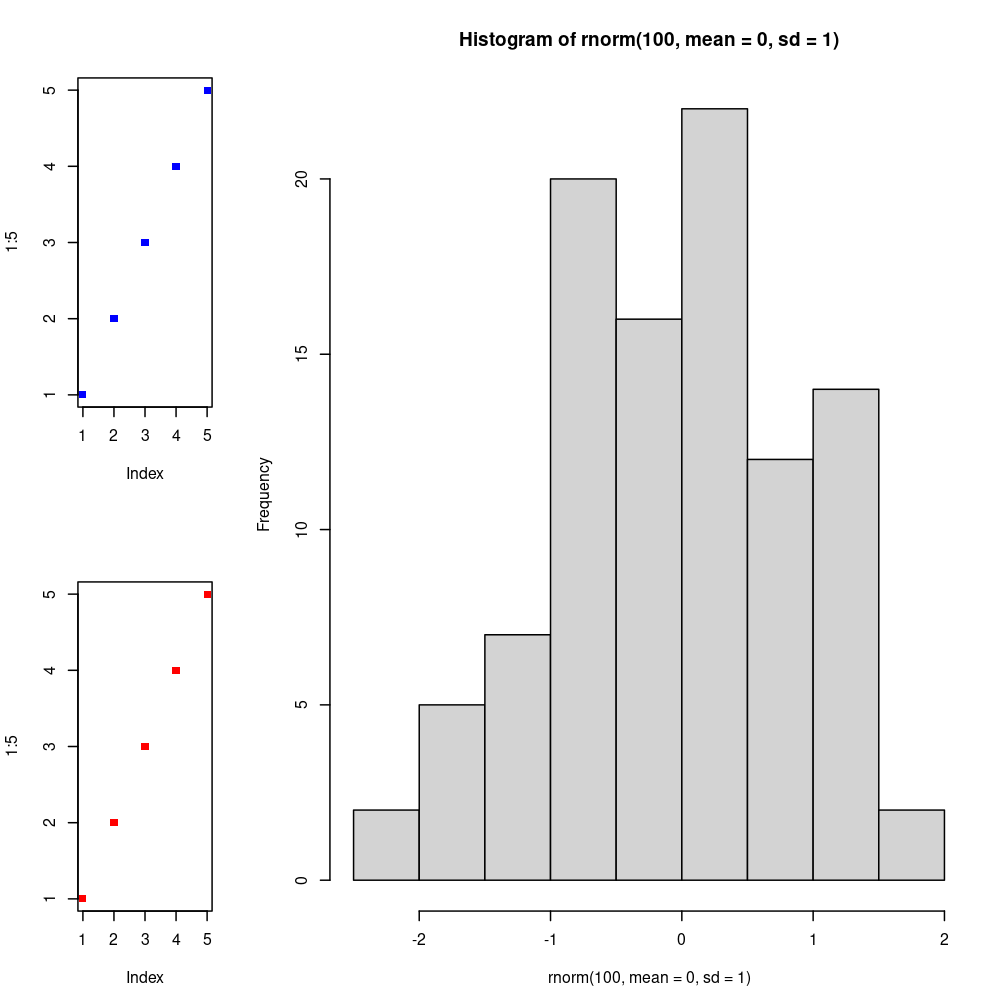 5
4
3
2
1
1:5
1 2 3 4 5
Index
5
4
3
2
1
1:5
1 2 3 4 5
Index
Histogram of rnorm(100, mean = 0, sd = 1)
20
15
10
5
0
Frequency
-2 -1 0 1 2
rnorm(100, mean = 0, sd = 1)